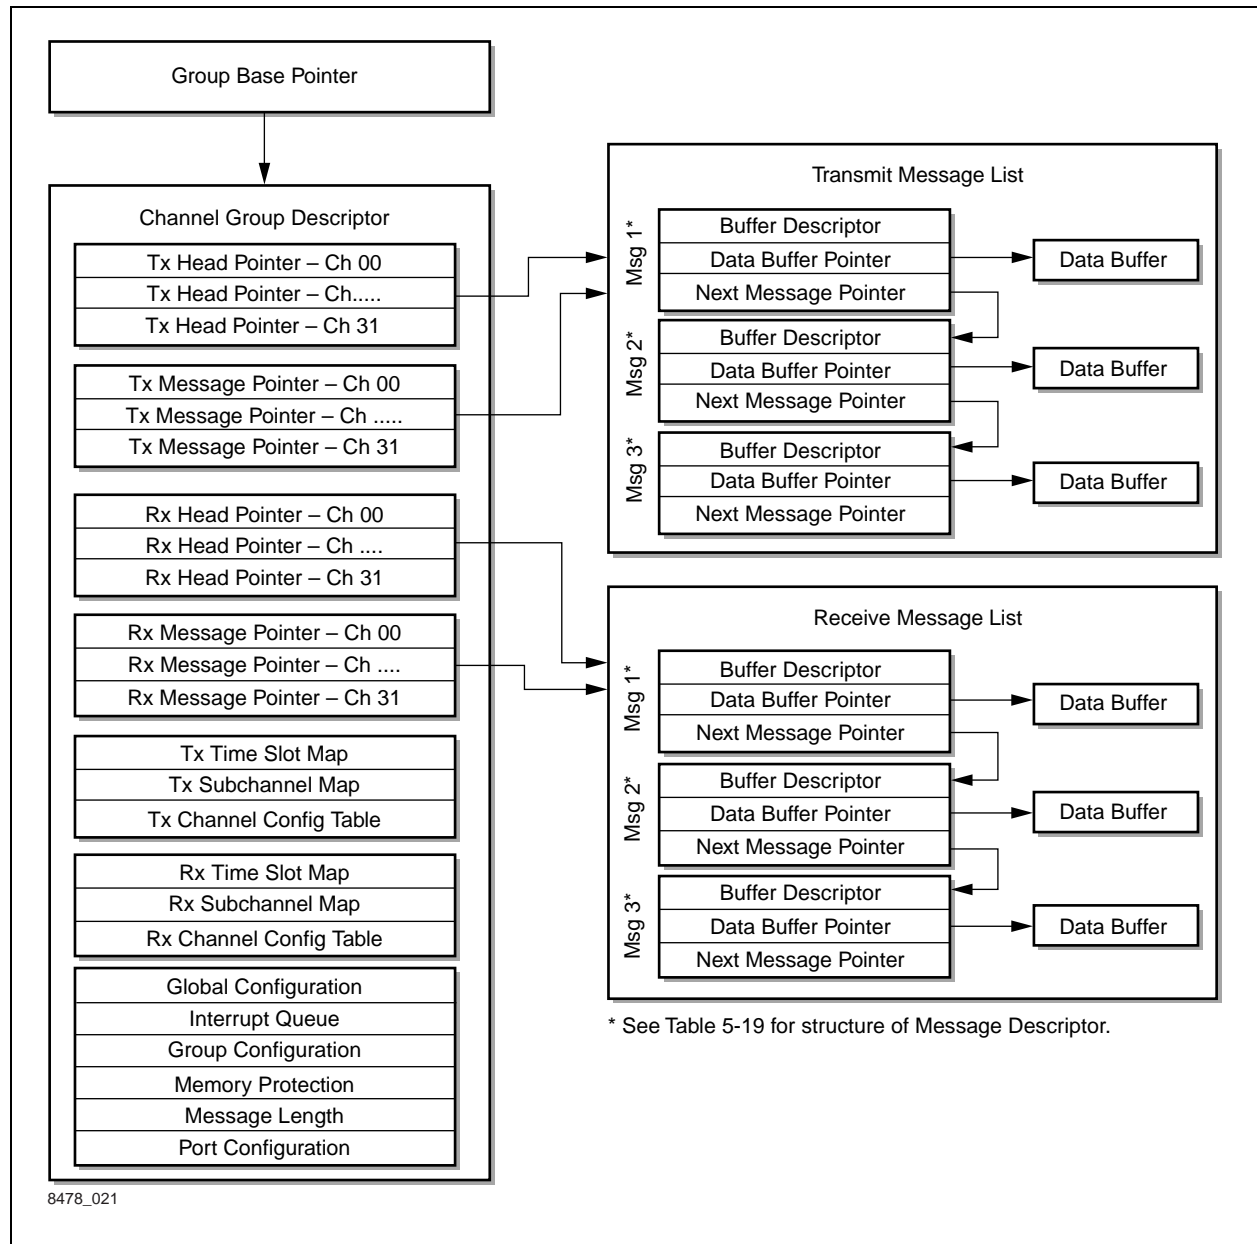 Group Base Pointer
Channel Group Descriptor
Tx Head Pointer – Ch 00
Tx Head Pointer – Ch.....
Tx Head Pointer – Ch 31
Tx Message Pointer – Ch 00
Tx Message Pointer – Ch .....
Tx Message Pointer – Ch 31
Rx Head Pointer – Ch 00
Rx Head Pointer – Ch ....
Rx Head Pointer – Ch 31
Rx Message Pointer – Ch 00
Rx Message Pointer – Ch ....
Rx Message Pointer – Ch 31
Tx Time Slot Map
Tx Subchannel Map
Tx Channel Config Table
Rx Time Slot Map
Rx Subchannel Map
Rx Channel Config Table
Global Configuration
Interrupt Queue
Group Configuration
Memory Protection
Message Length
Port Configuration
Transmit Message List
Msg 1*
Buffer Descriptor
Data Buffer Pointer
Next Message Pointer
Data Buffer
Msg 2*
Buffer Descriptor
Data Buffer Pointer
Next Message Pointer
Data Buffer
Msg 3*
Buffer Descriptor
Data Buffer Pointer
Next Message Pointer
Data Buffer
Receive Message List
Msg 1*
Buffer Descriptor
Data Buffer Pointer
Next Message Pointer
Data Buffer
Msg 2*
Buffer Descriptor
Data Buffer Pointer
Next Message Pointer
Data Buffer
Msg 3*
Buffer Descriptor
Data Buffer Pointer
Next Message Pointer
Data Buffer
* See Table 5-19 for structure of Message Descriptor.
8478_021